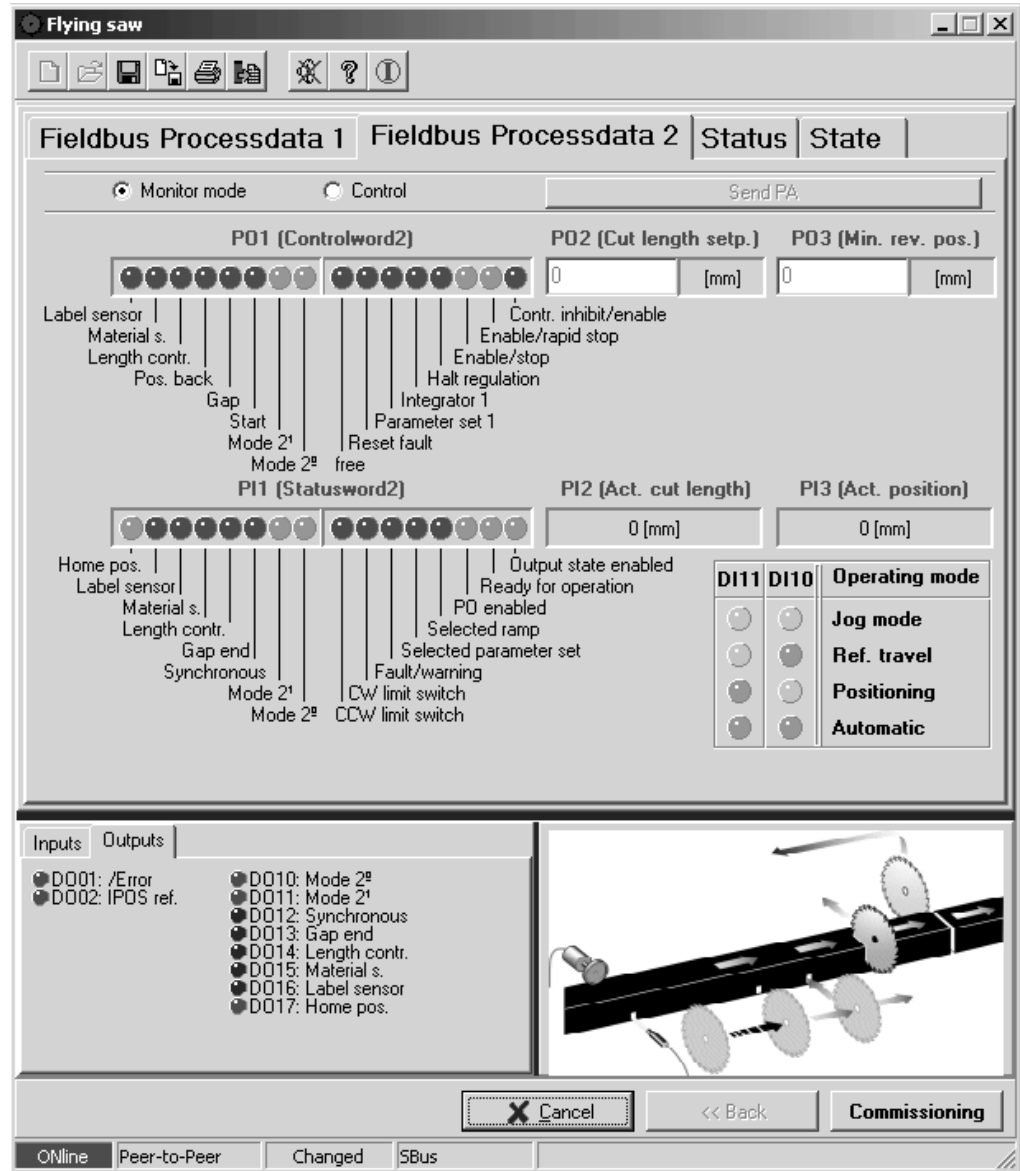 Flying saw
Fieldbus Processdata 1
Fieldbus Processdata 2
Status
State
Monitor mode
Control
Send PA
PO1 (Controlword2)
PO2 (Cut length setp.)
PO3 (Min. rev. pos.)
0
[mm]
0
[mm]
Label sensor
Contr. inhibit/enable
Material s.
Enable/rapid stop
Length contr.
Enable/stop
Pos. back
Halt regulation
Gap
Integrator 1
Start
Parameter set 1
Mode 2¹
Reset fault
Mode 2º
free
PI1 (Statusword2)
PI2 (Act. cut length)
PI3 (Act. position)
0 [mm]
0 [mm]
Home pos.
Output state enabled
Label sensor
Ready for operation
Material s.
PO enabled
Length contr.
Selected ramp
Gap end
Selected parameter set
Synchronous
Fault/warning
Mode 2¹
CW limit switch
Mode 2º
CCW limit switch
DI11 DI10 Operating mode
Jog mode
Ref. travel
Positioning
Automatic
Inputs
Outputs
DO01: /Error
DO02: IPOS ref.
DO10: Mode 2º
DO11: Mode 2¹
DO12: Synchronous
DO13: Gap end
DO14: Length contr.
DO15: Material s.
DO16: Label sensor
DO17: Home pos.
Cancel
<< Back
Commissioning
ONline
Peer-to-Peer
Changed
SBus